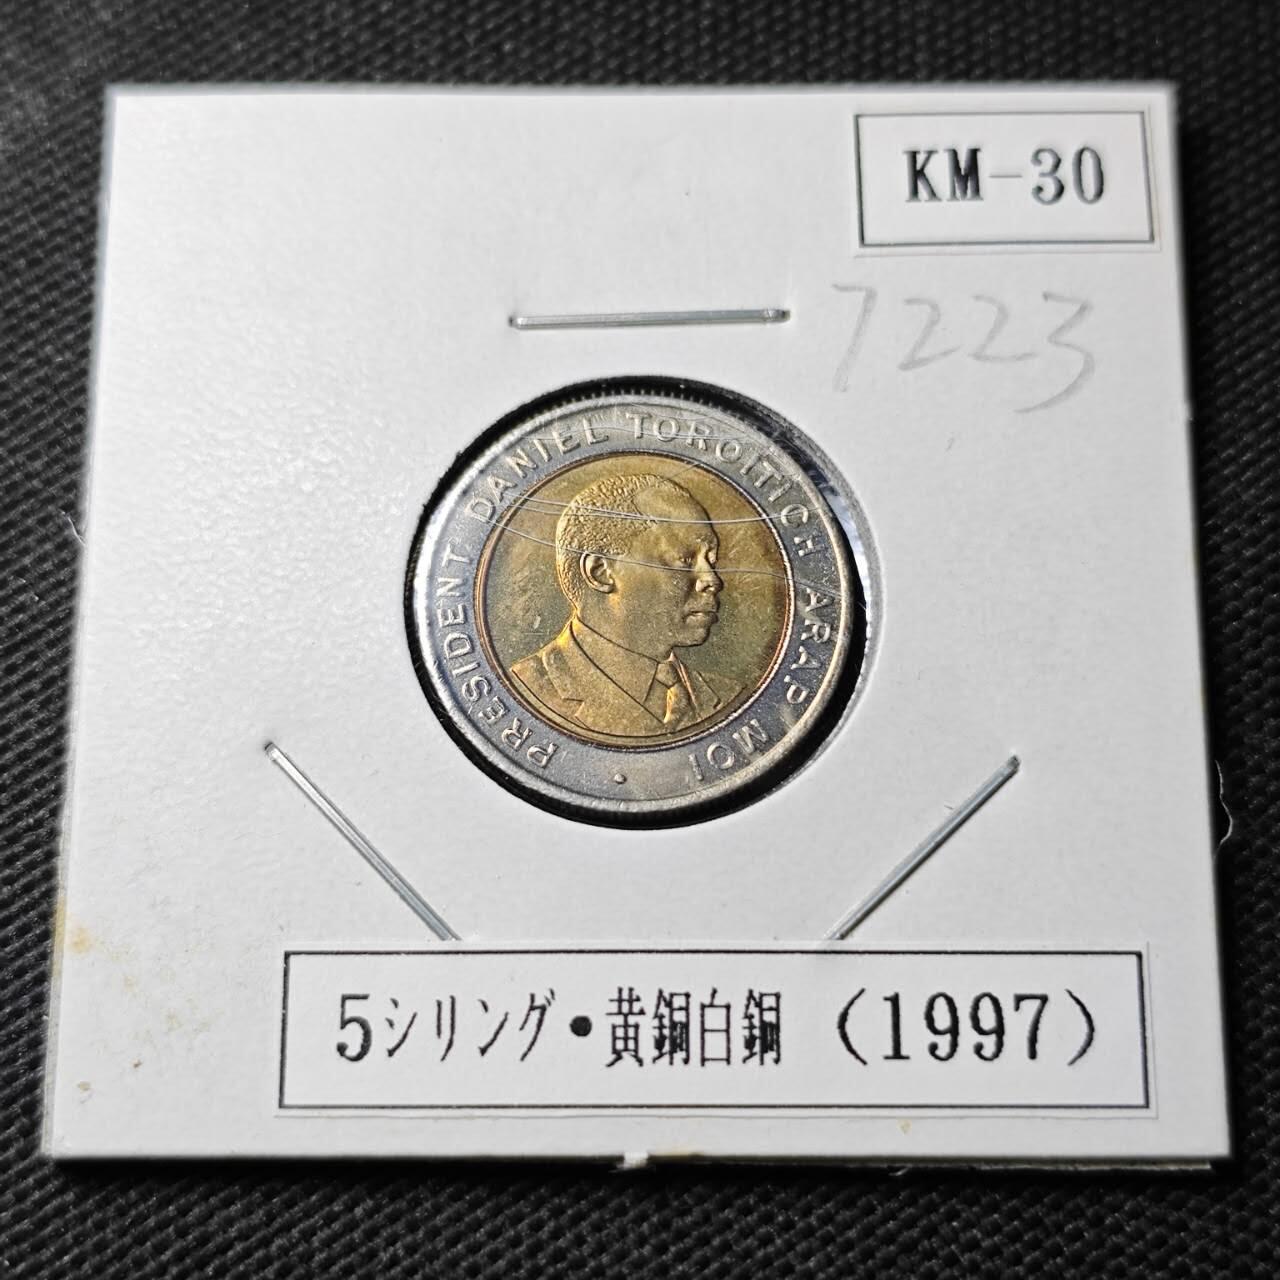 KM-30
7223
PRESIDENT DANIEL TOROITICH ARAP MOI
5シリング・黄銅白銅（1997）